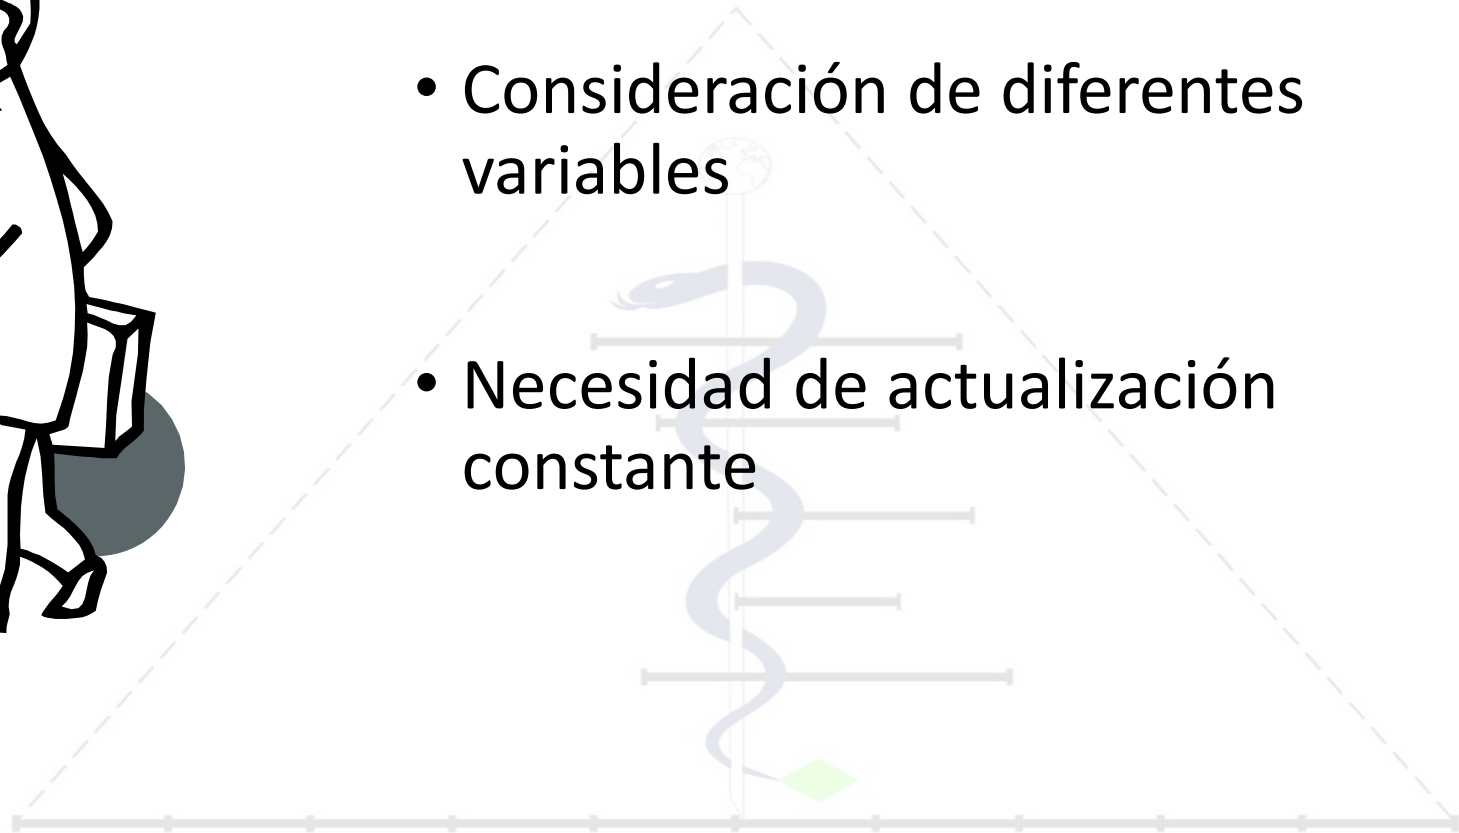 • Consideración de diferentes
variables
• Necesidad de actualización
constante